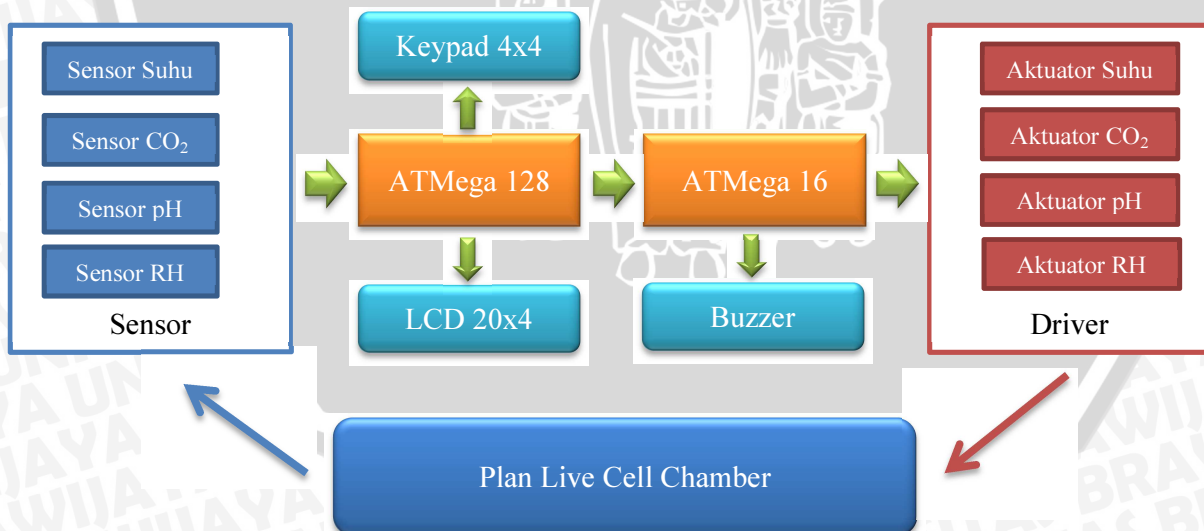 Keypad 4x4
Sensor Suhu
Sensor CO₂
Sensor pH
Sensor RH
Sensor
ATMega 128
ATMega 16
LCD 20x4
Buzzer
Aktuator Suhu
Aktuator CO₂
Aktuator pH
Aktuator RH
Driver
Plan Live Cell Chamber